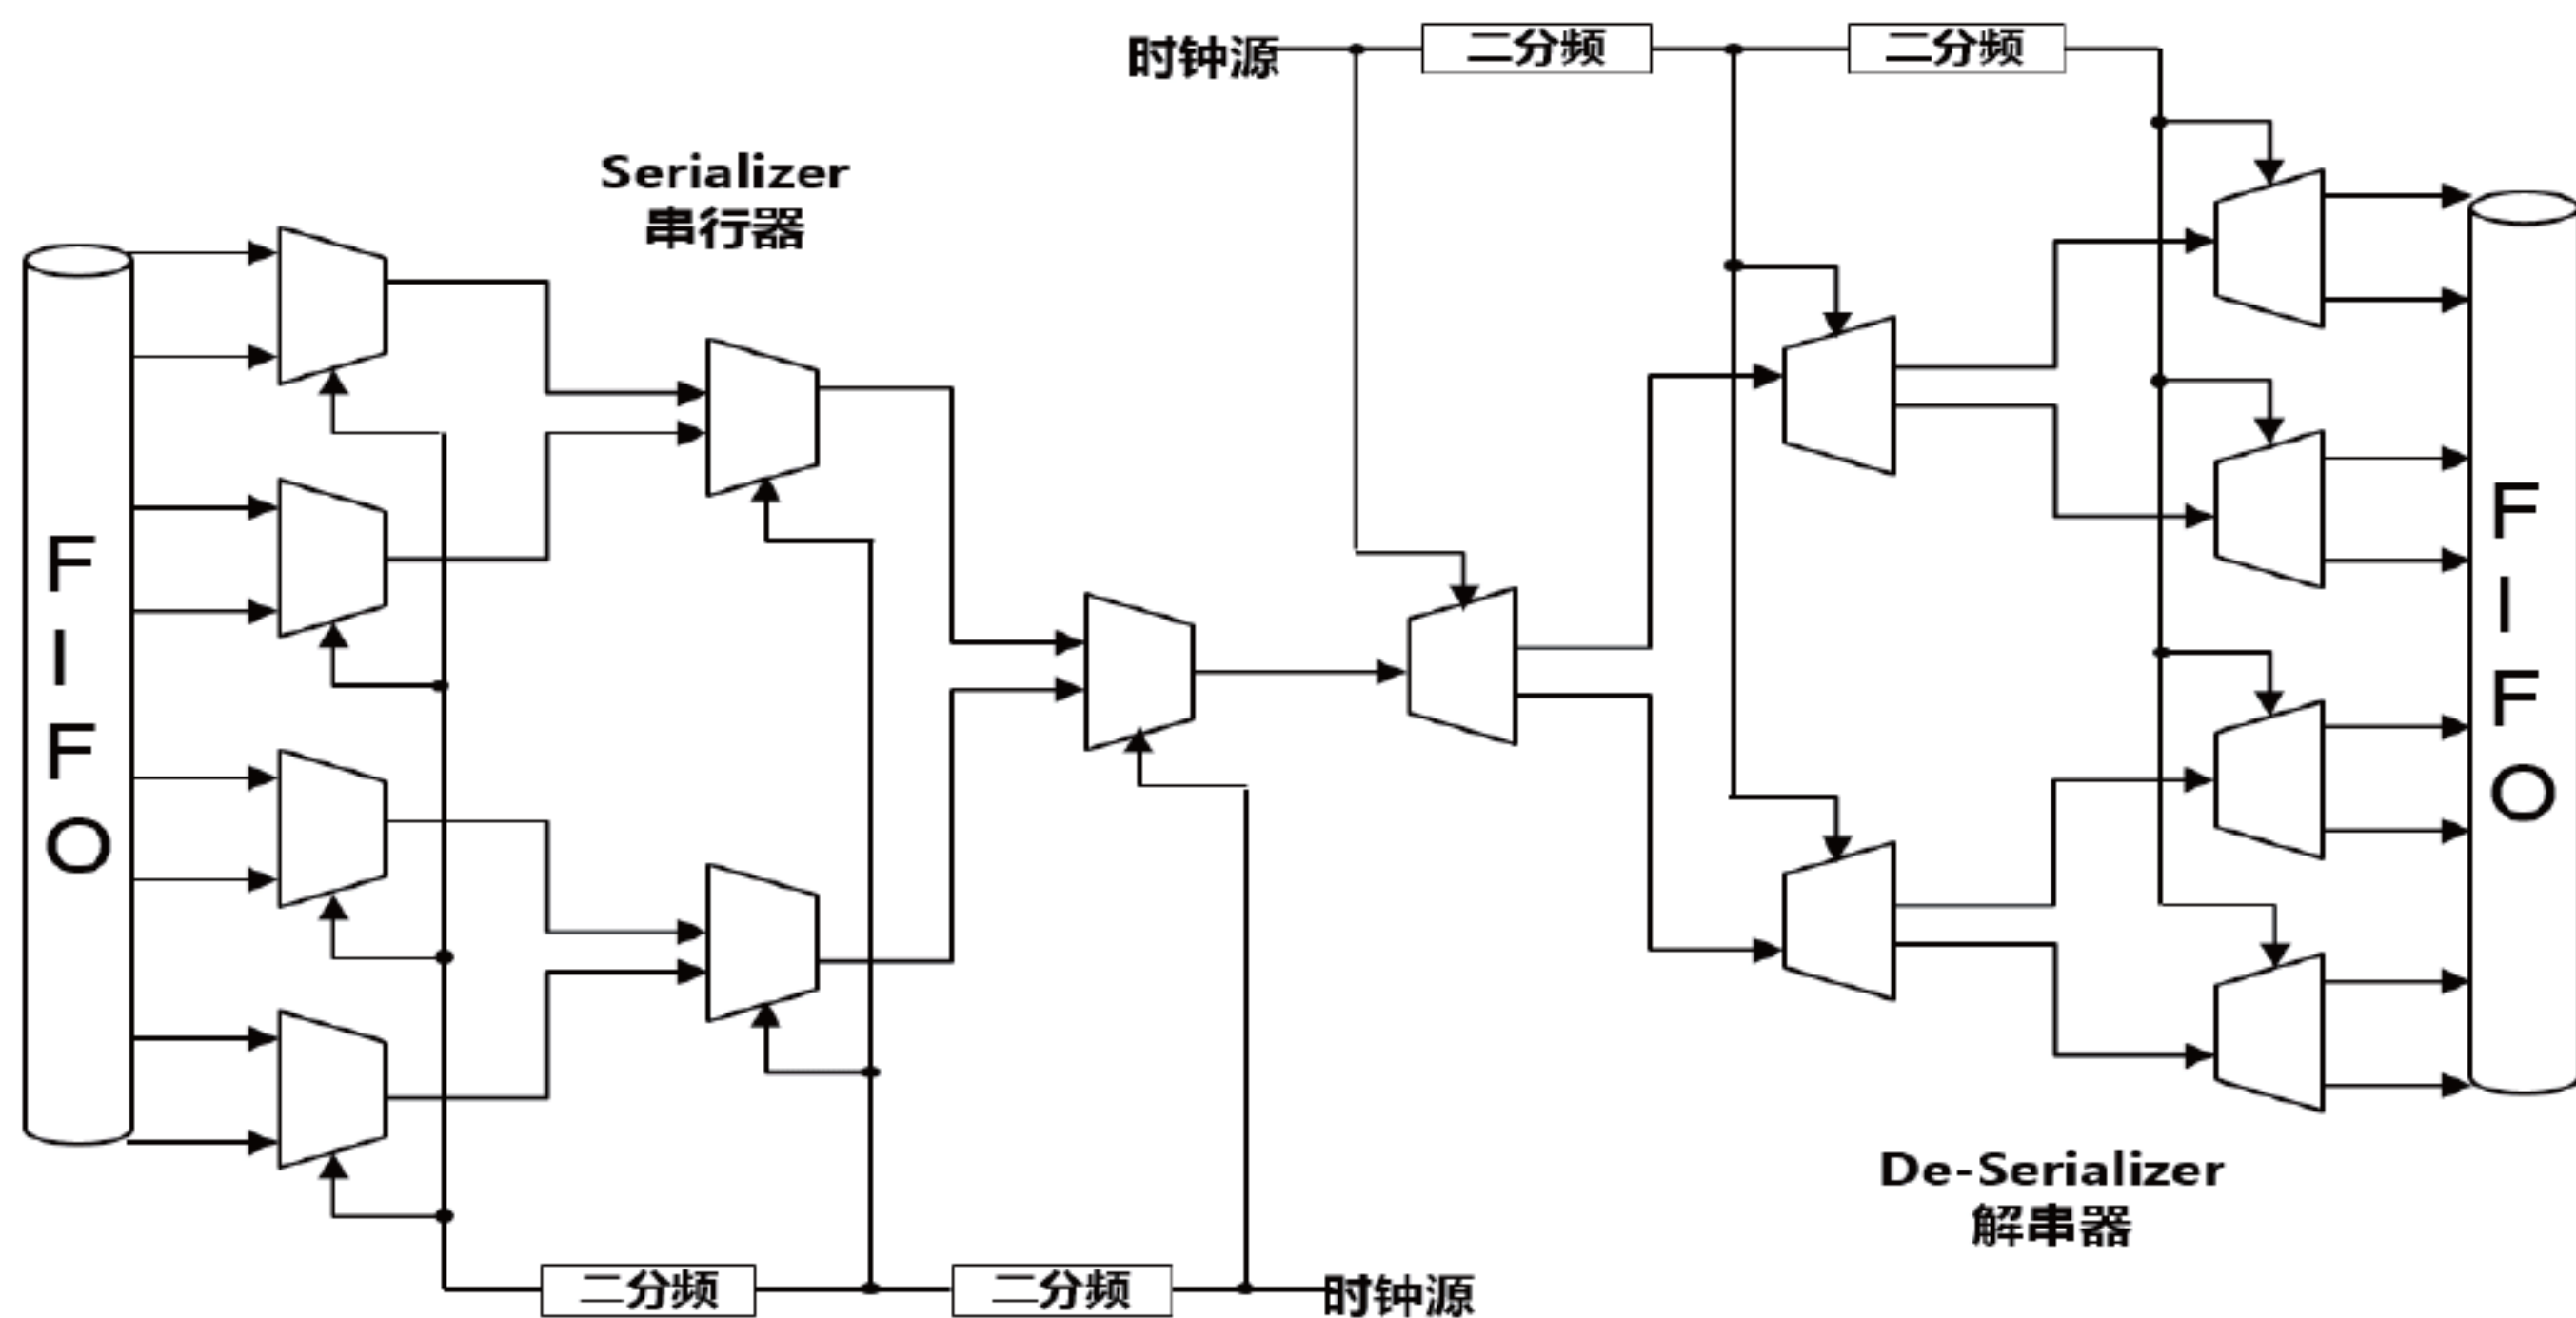 时钟源
二分频
二分频
Serializer
串行器
F
I
F
O
F
I
F
O
De-Serializer
解串器
二分频
二分频
时钟源